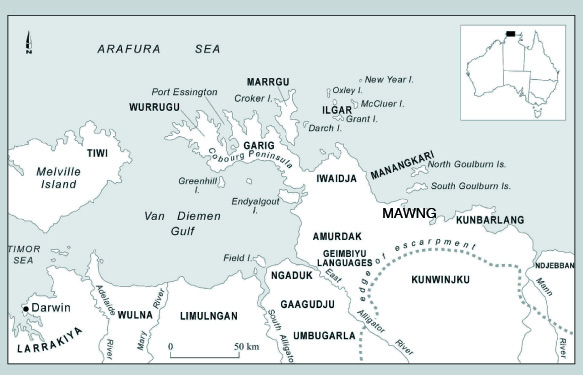 N
ARAFURA SEA
Port Essington
MARRGU
New Year I.
Oxley I.
Croker I.
WURRUGU
ILGAR
McCluer I.
Grant I.
Darch I.
TIWI
GARIG
Cobourg Peninsula
MANANGKARI
North Goulburn Is.
Melville
Island
IWAIDJA
Greenhill
I.
South Goulburn Is.
Endyalgout
I.
MAWNG
Van Diemen
Gulf
KUNBARLANG
AMURDAK
edge of escarpment
TIMOR
SEA
GEIMBIYU
LANGUAGES
Field I.
NGADUK
East
Alligator
River
KUNWINJKU
NDJEBBANA
Mann
River
Adelaide
River
Darwin
WULNA
Mary
River
LIMULNGAN
GAAGUDJU
South Alligato
LARRAKIYA
UMBUGARLA
0 50 km